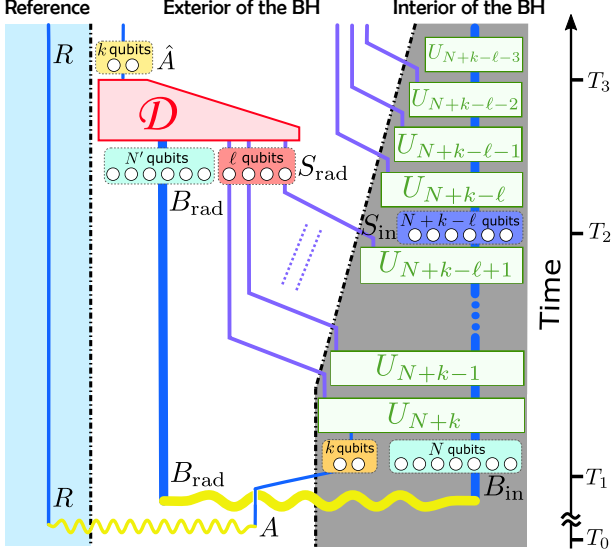 Reference Exterior of the BH Interior of the BH
R
k qubits
Â
U_{N+k-ℓ-3}
T_3
U_{N+k-ℓ-2}
𝒟
U_{N+k-ℓ-1}
N' qubits
ℓ qubits
S_rad
B_rad
U_{N+k-ℓ}
S_in
N+k-ℓ qubits
T_2
U_{N+k-ℓ+1}
Time
U_{N+k-1}
U_{N+k}
k qubits
N qubits
B_rad
B_in
T_1
R
A
T_0